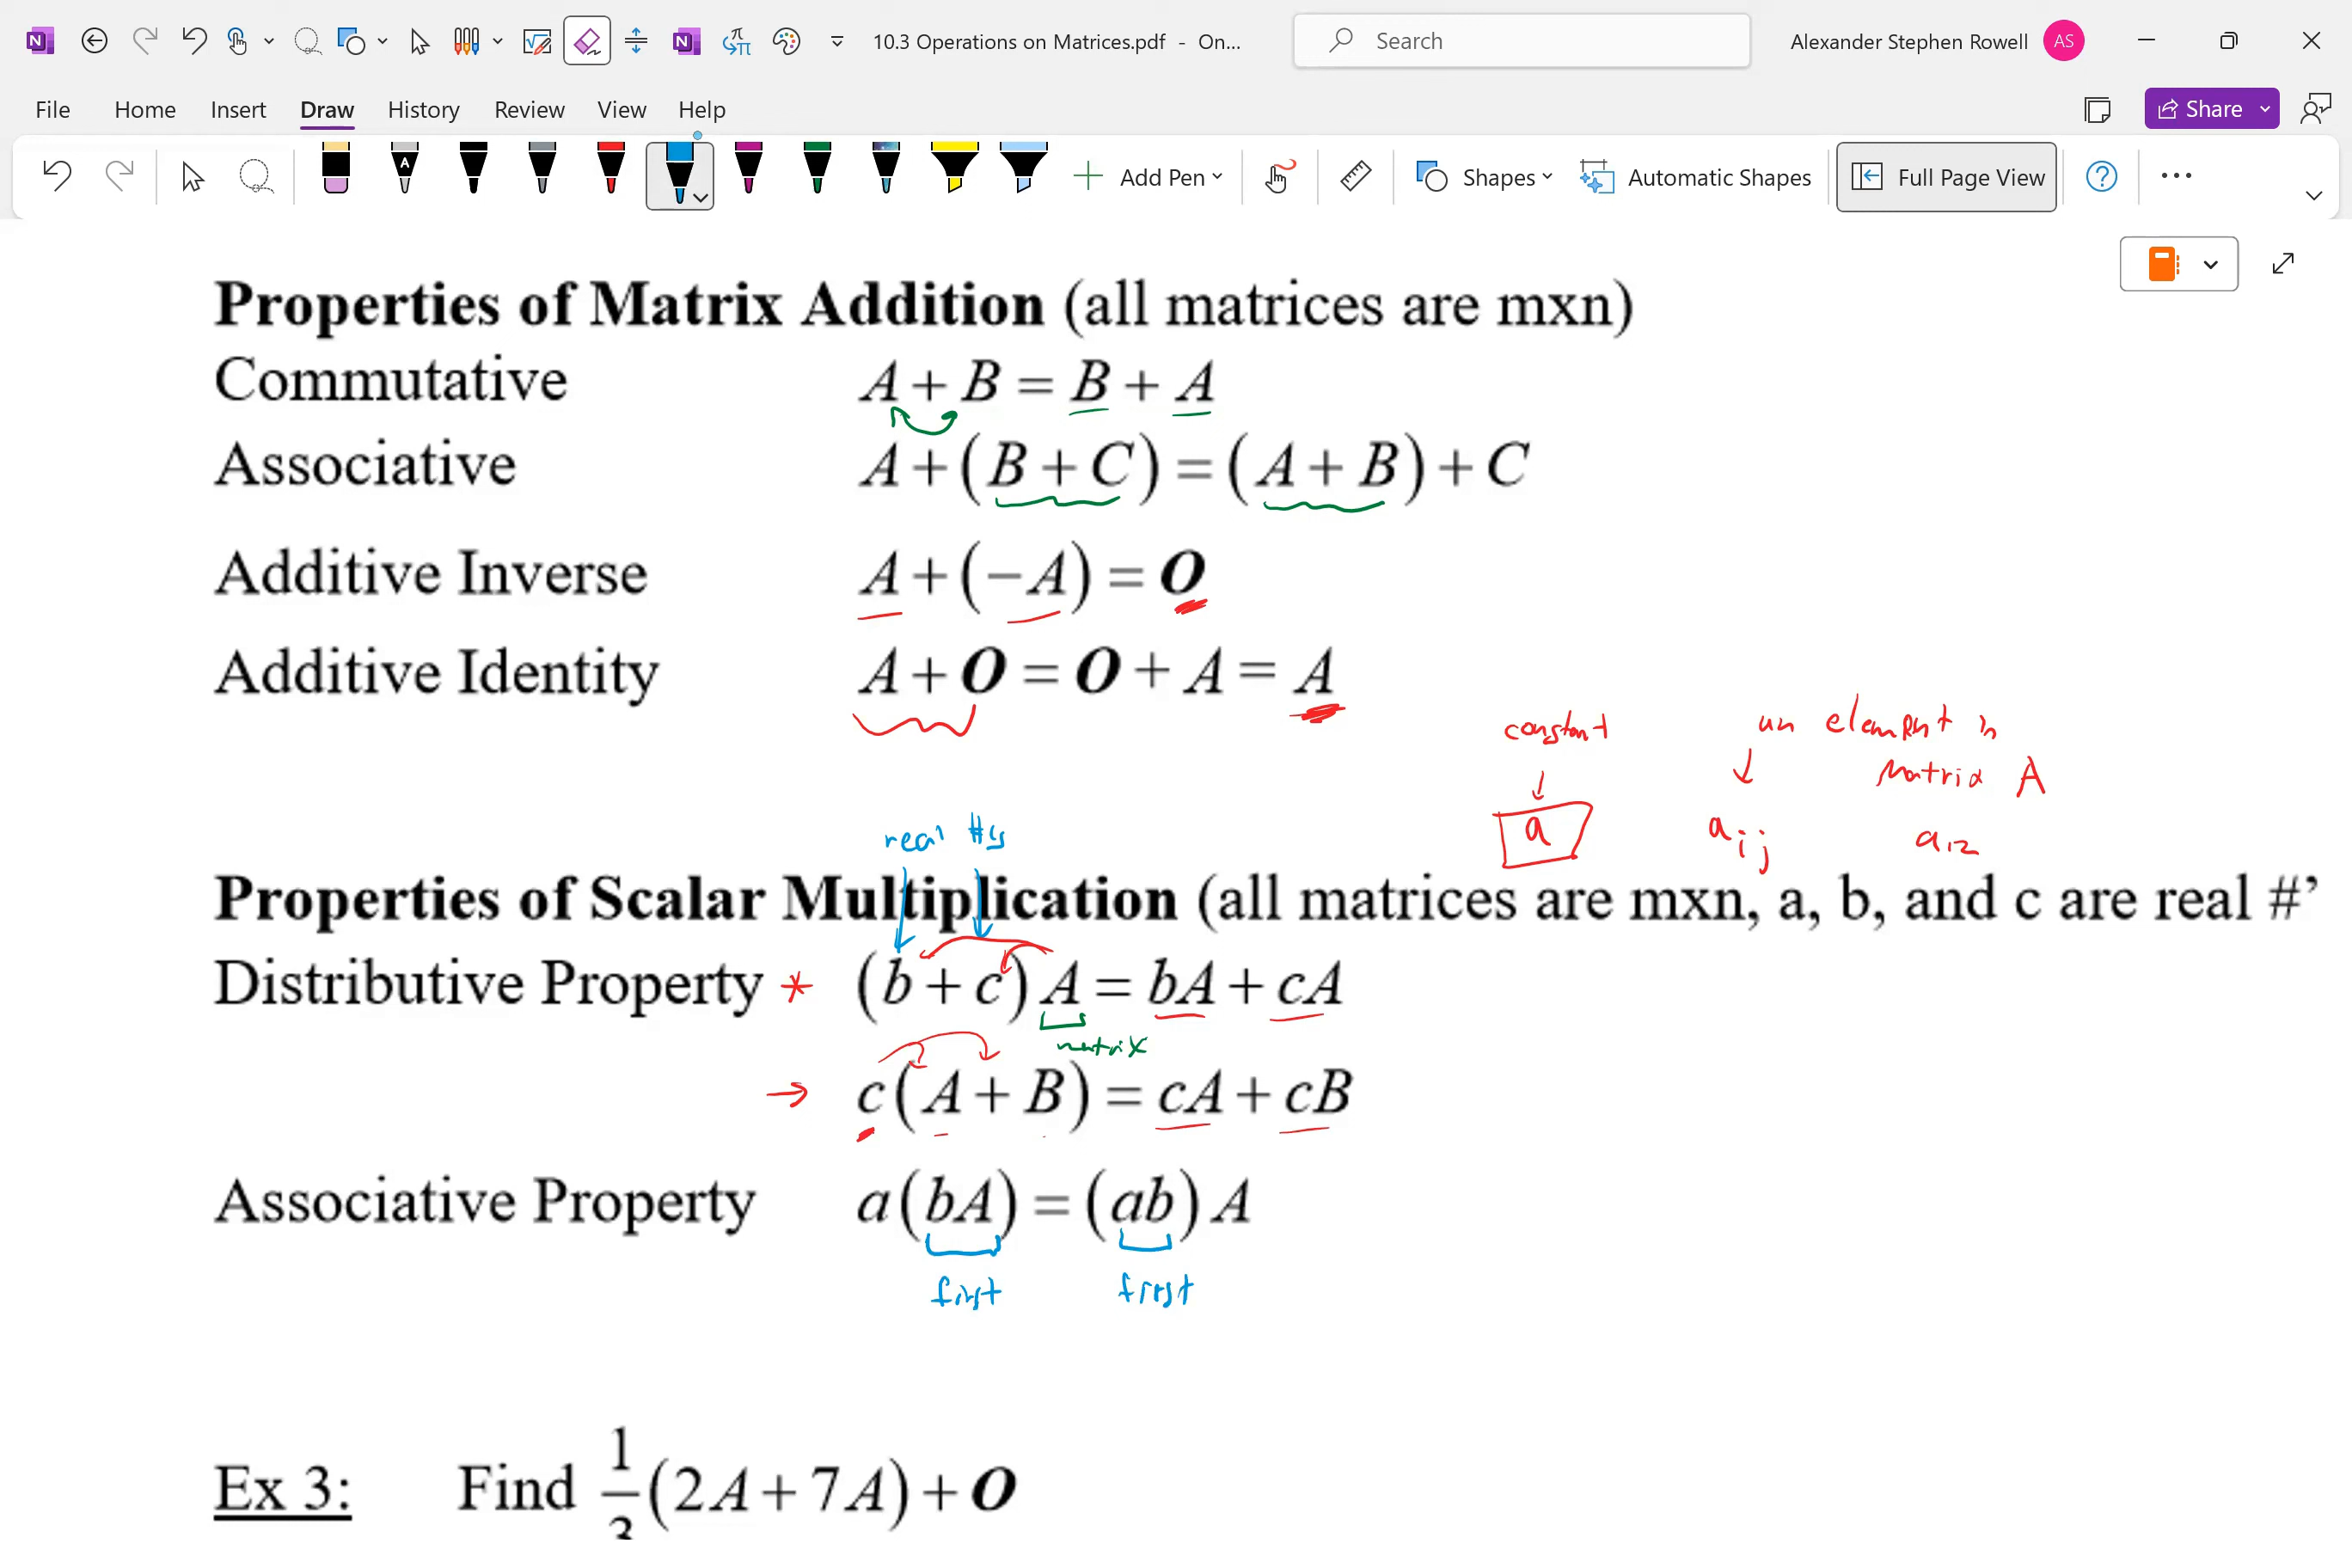 10.3 Operations on Matrices.pdf - On...
Search
Alexander Stephen Rowell AS
File Home Insert Draw History Review View Help
Share
A
Add Pen
Shapes
Automatic Shapes
Full Page View
Properties of Matrix Addition (all matrices are mxn)
Commutative A + B = B + A
Associative A + (B + C) = (A + B) + C
Additive Inverse A + (−A) = O
Additive Identity A + O = O + A = A
constant
an element in
Matrix A
a
a i j
a 12
real #s
Properties of Scalar Multiplication (all matrices are mxn, a, b, and c are real #'
Distributive Property * (b + c) A = bA + cA
matrix
→ c(A + B) = cA + cB
Associative Property a(bA) = (ab) A
first first
Ex 3: Find 1/3 (2A + 7A) + O